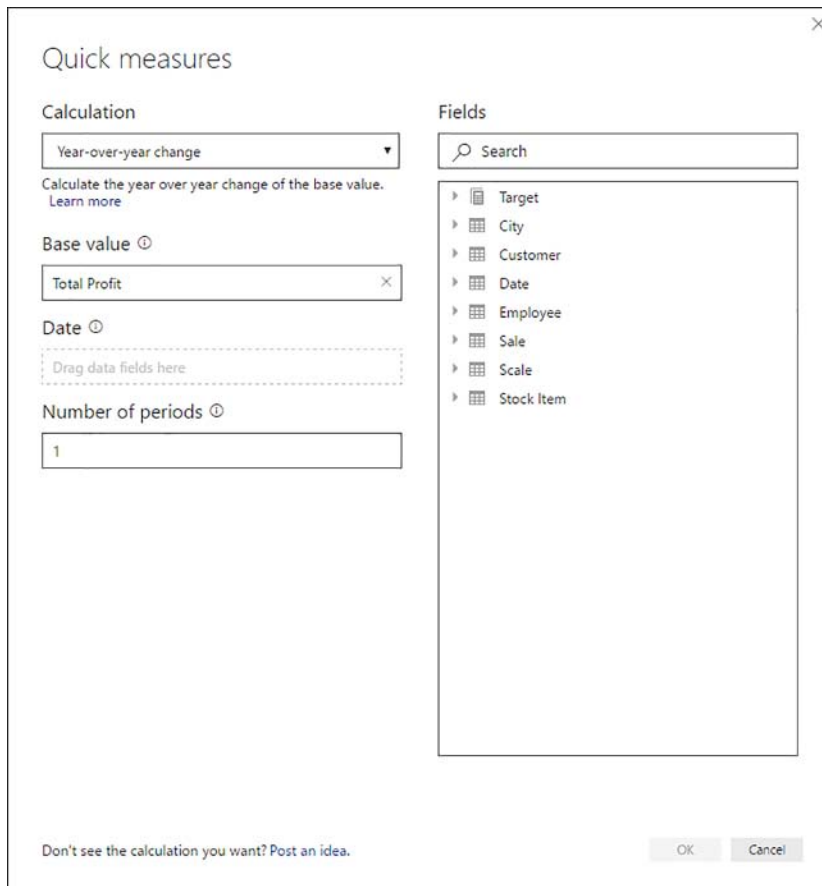 Quick measures
Calculation
Year-over-year change
Calculate the year over year change of the base value.
Learn more
Base value
Total Profit
Date
Drag data fields here
Number of periods
1
Fields
Search
Target
City
Customer
Date
Employee
Sale
Scale
Stock Item
Don't see the calculation you want? Post an idea.
OK
Cancel